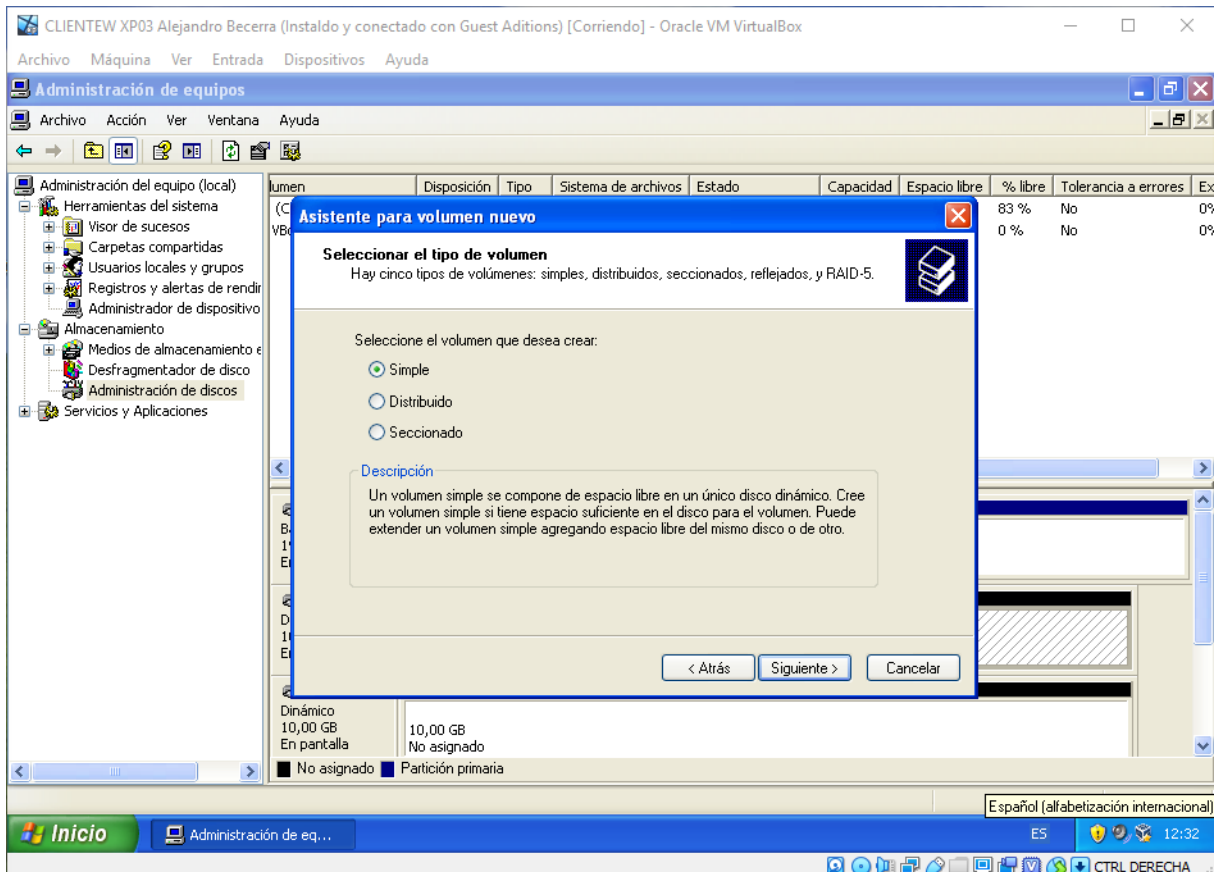 CLIENTEW XP03 Alejandro Becerra (Instaldo y conectado con Guest Aditions) [Corriendo] - Oracle VM VirtualBox
Archivo Máquina Ver Entrada Dispositivos Ayuda
Administración de equipos
Archivo Acción Ver Ventana Ayuda
Administración del equipo (local)
Herramientas del sistema
Visor de sucesos
Carpetas compartidas
Usuarios locales y grupos
Registros y alertas de rendir
Administrador de dispositivo
Almacenamiento
Medios de almacenamiento e
Desfragmentador de disco
Administración de discos
Servicios y Aplicaciones
lumen Disposición Tipo Sistema de archivos Estado Capacidad Espacio libre % libre Tolerancia a errores Ex
(C 83 % No 0%
VBo 0 % No 0%
Asistente para volumen nuevo
Seleccionar el tipo de volumen
Hay cinco tipos de volúmenes: simples, distribuidos, seccionados, reflejados, y RAID-5.
Seleccione el volumen que desea crear:
Simple
Distribuido
Seccionado
Descripción
Un volumen simple se compone de espacio libre en un único disco dinámico. Cree
un volumen simple si tiene espacio suficiente en el disco para el volumen. Puede
extender un volumen simple agregando espacio libre del mismo disco o de otro.
< Atrás Siguiente > Cancelar
Dinámico
10,00 GB
En pantalla
10,00 GB
No asignado
No asignado Partición primaria
Español (alfabetización internacional)
Inicio
Administración de eq...
ES
12:32
CTRL DERECHA